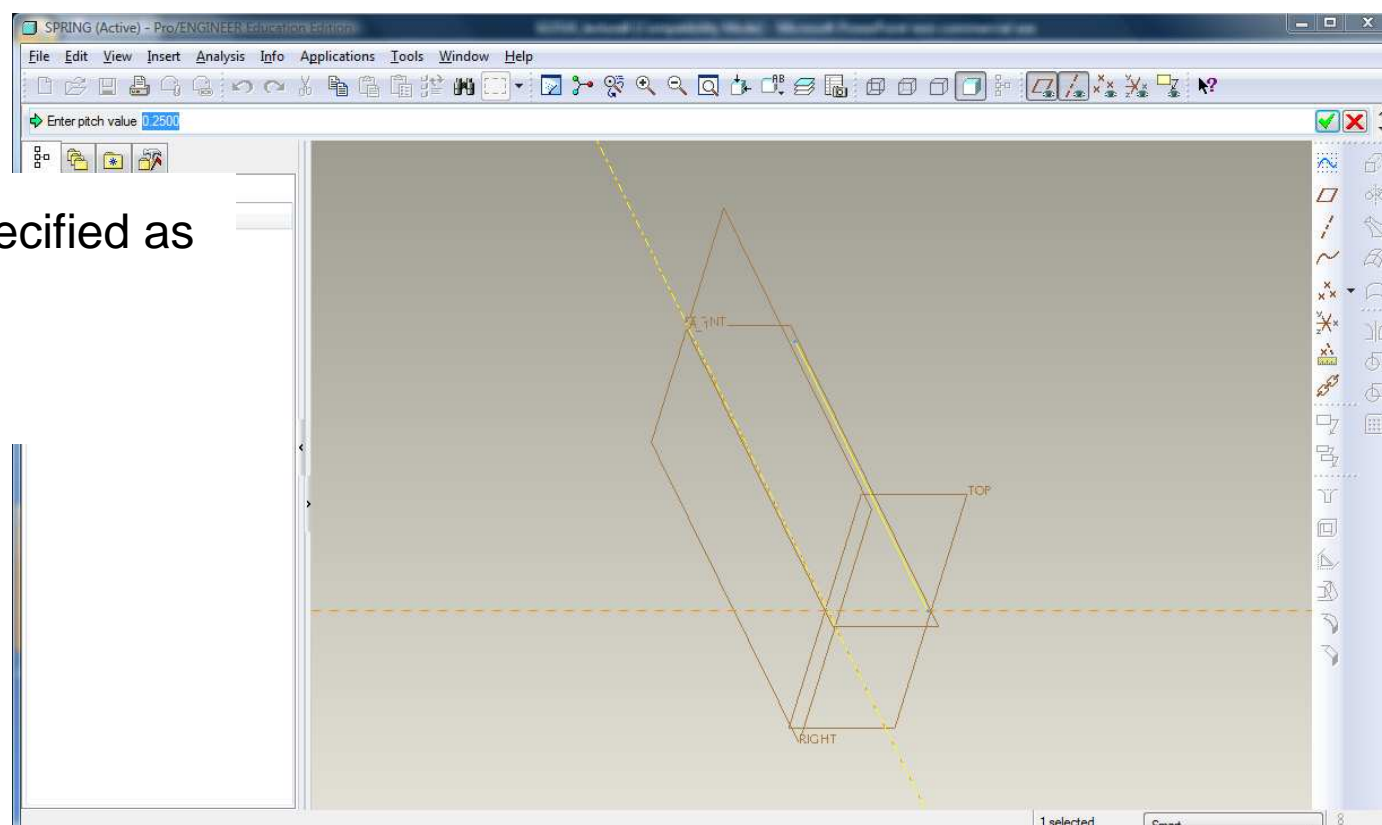 SPRING (Active) - Pro/ENGINEER Education Edition
File Edit View Insert Analysis Info Applications Tools Window Help
Enter pitch value 0.2500
ecified as
TOP
RIGHT
1 selected